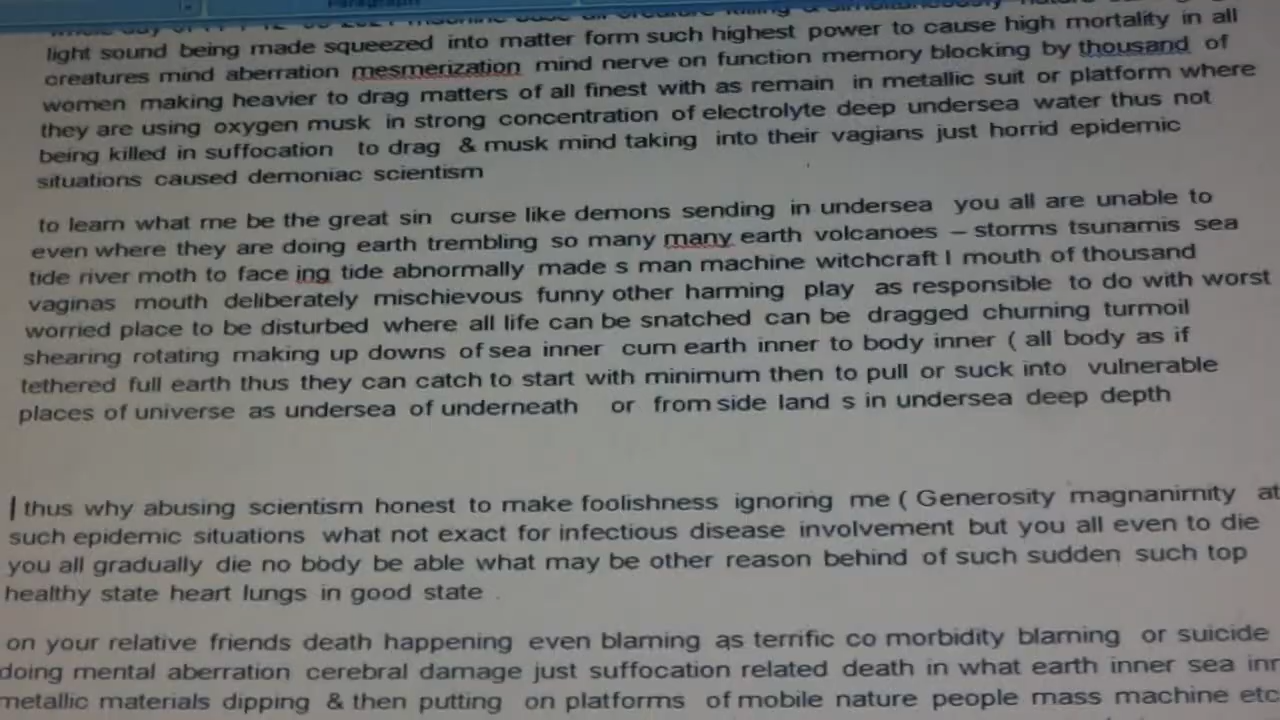 Paragraph
light sound being made squeezed into matter form such highest power to cause high mortality in all
creatures mind aberration mesmerization mind nerve on function memory blocking by thousand of
women making heavier to drag matters of all finest with as remain in metallic suit or platform where
they are using oxygen musk in strong concentration of electrolyte deep undersea water thus not
being killed in suffocation to drag & musk mind taking into their vagians just horrid epidemic
situations caused demoniac scientism
to learn what me be the great sin curse like demons sending in undersea you all are unable to
even where they are doing earth trembling so many many earth volcanoes – storms tsunamis sea
tide river moth to face ing tide abnormally made s man machine witchcraft I mouth of thousand
vaginas mouth deliberately mischievous funny other harming play as responsible to do with worst
worried place to be disturbed where all life can be snatched can be dragged churning turmoil
shearing rotating making up downs of sea inner cum earth inner to body inner ( all body as if
tethered full earth thus they can catch to start with minimum then to pull or suck into vulnerable
places of universe as undersea of underneath or from side land s in undersea deep depth
thus why abusing scientism honest to make foolishness ignoring me ( Generosity magnanimity at
such epidemic situations what not exact for infectious disease involvement but you all even to die
you all gradually die no body be able what may be other reason behind of such sudden such top
healthy state heart lungs in good state
on your relative friends death happening even blaming as terrific co morbidity blaming or suicide
doing mental aberration cerebral damage just suffocation related death in what earth inner sea inr
metallic materials dipping & then putting on platforms of mobile nature people mass machine etc